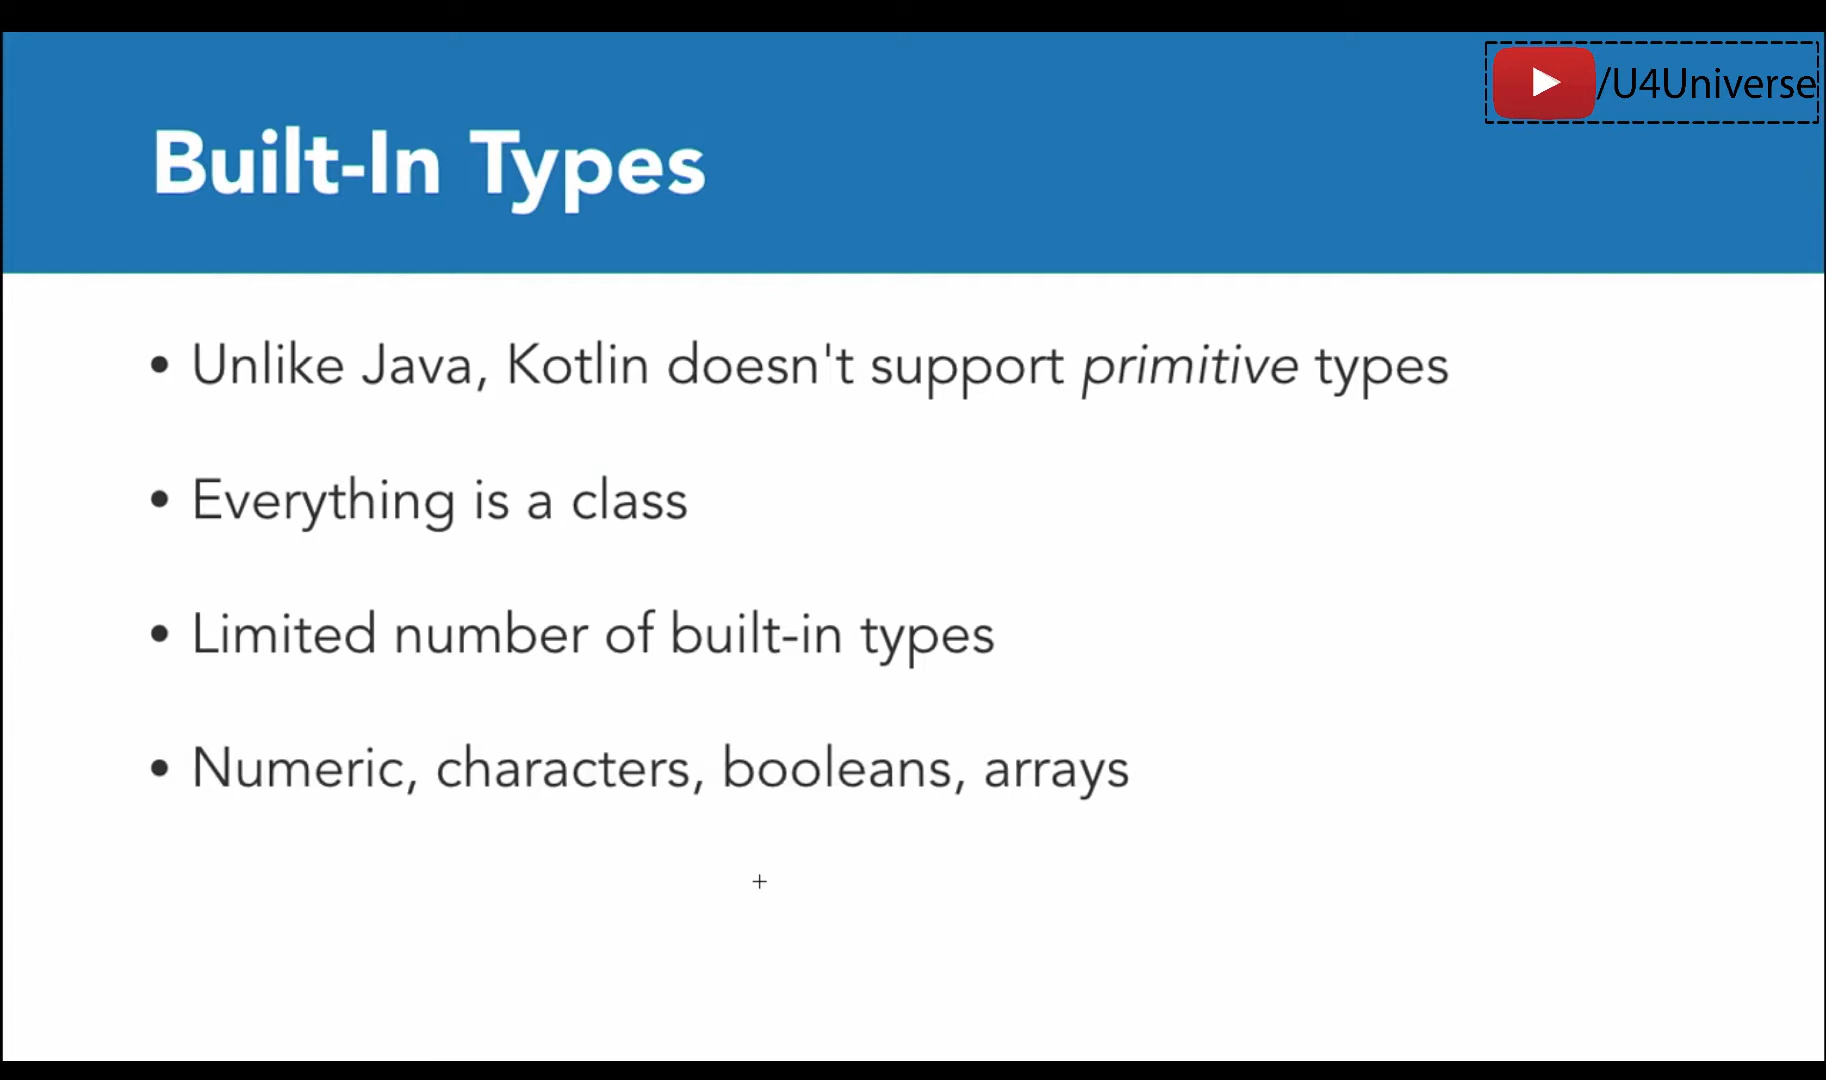 /U4Universe
Built-In Types
• Unlike Java, Kotlin doesn't support primitive types
• Everything is a class
• Limited number of built-in types
• Numeric, characters, booleans, arrays